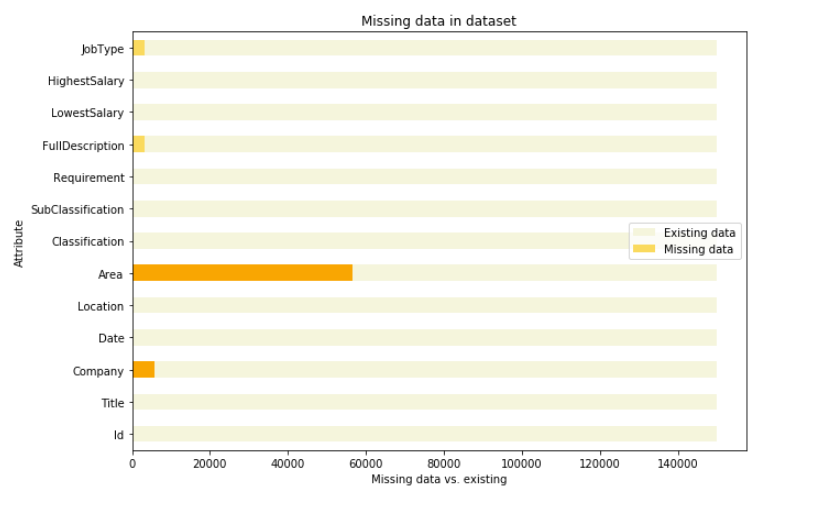 Missing data in dataset
JobType
HighestSalary
LowestSalary
FullDescription
Requirement
SubClassification
Classification
Area
Location
Date
Company
Title
Id
Attribute
Existing data
Missing data
0 20000 40000 60000 80000 100000 120000 140000
Missing data vs. existing